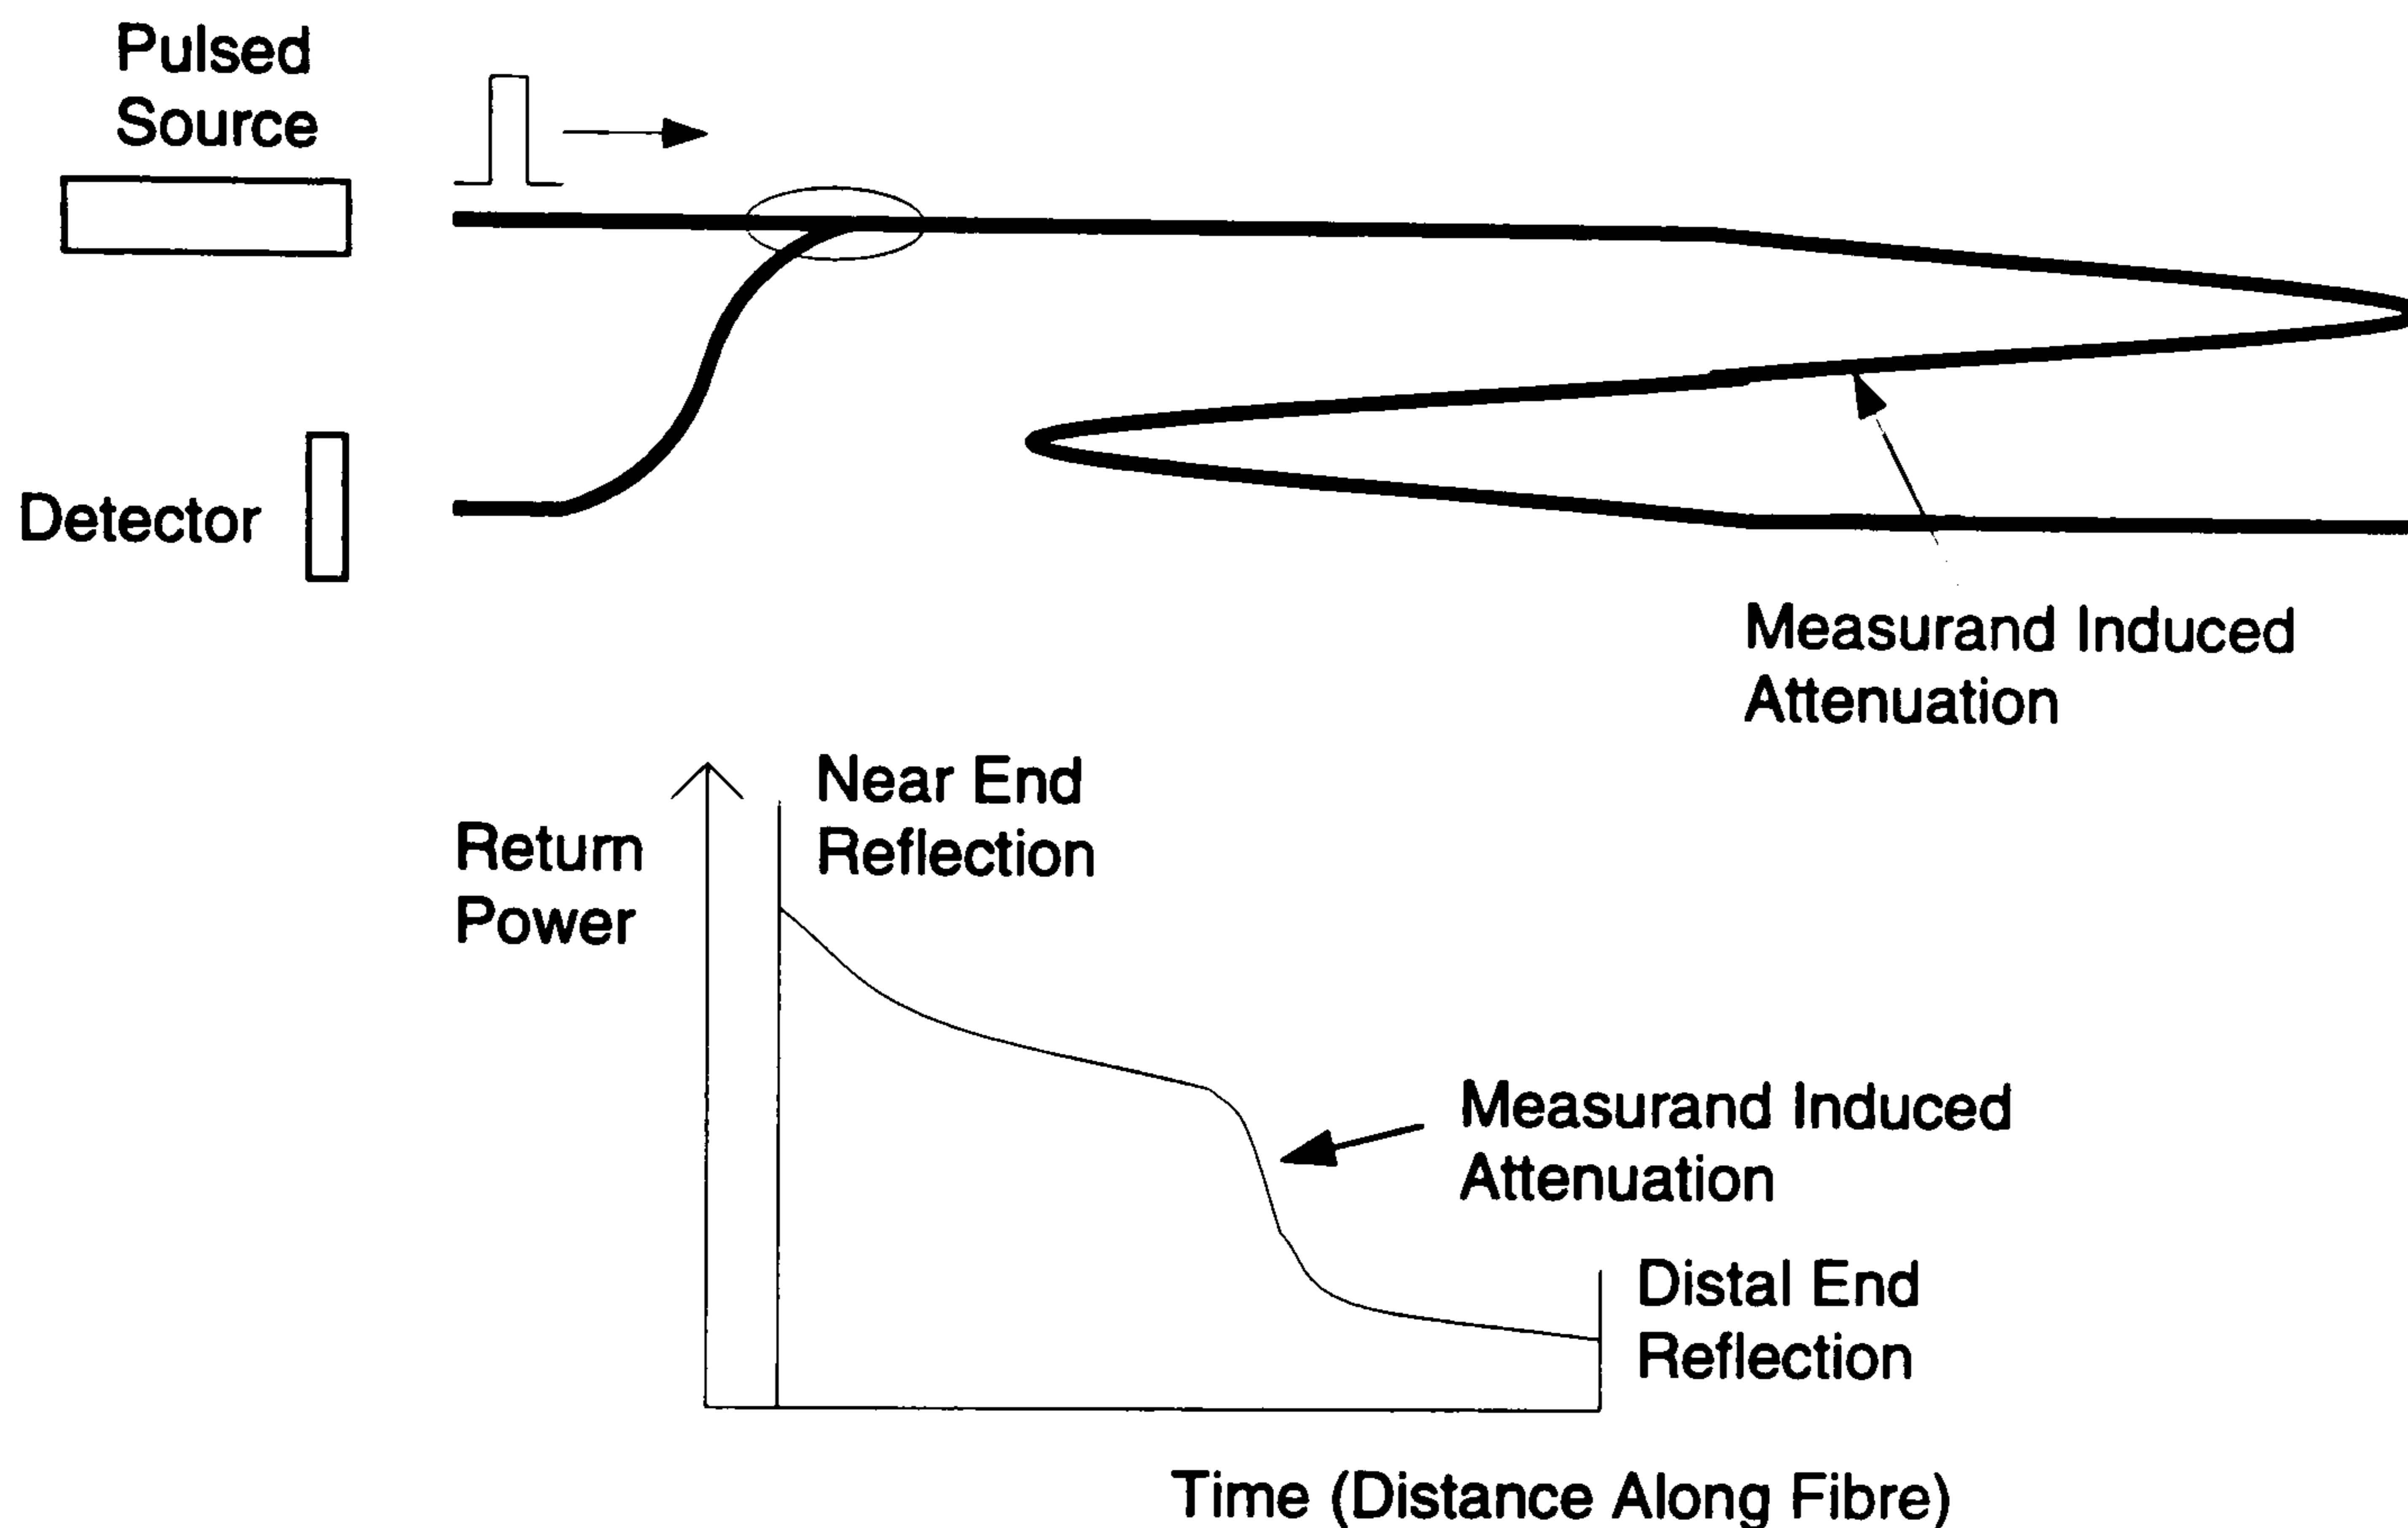 Pulsed
Source
Detector
Measurand Induced
Attenuation
Near End
Reflection
Return
Power
Measurand Induced
Attenuation
Distal End
Reflection
Time (Distance Along Fibre)